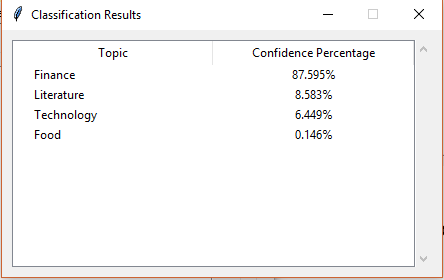 Classification Results
Topic Confidence Percentage
Finance 87.595%
Literature 8.583%
Technology 6.449%
Food 0.146%